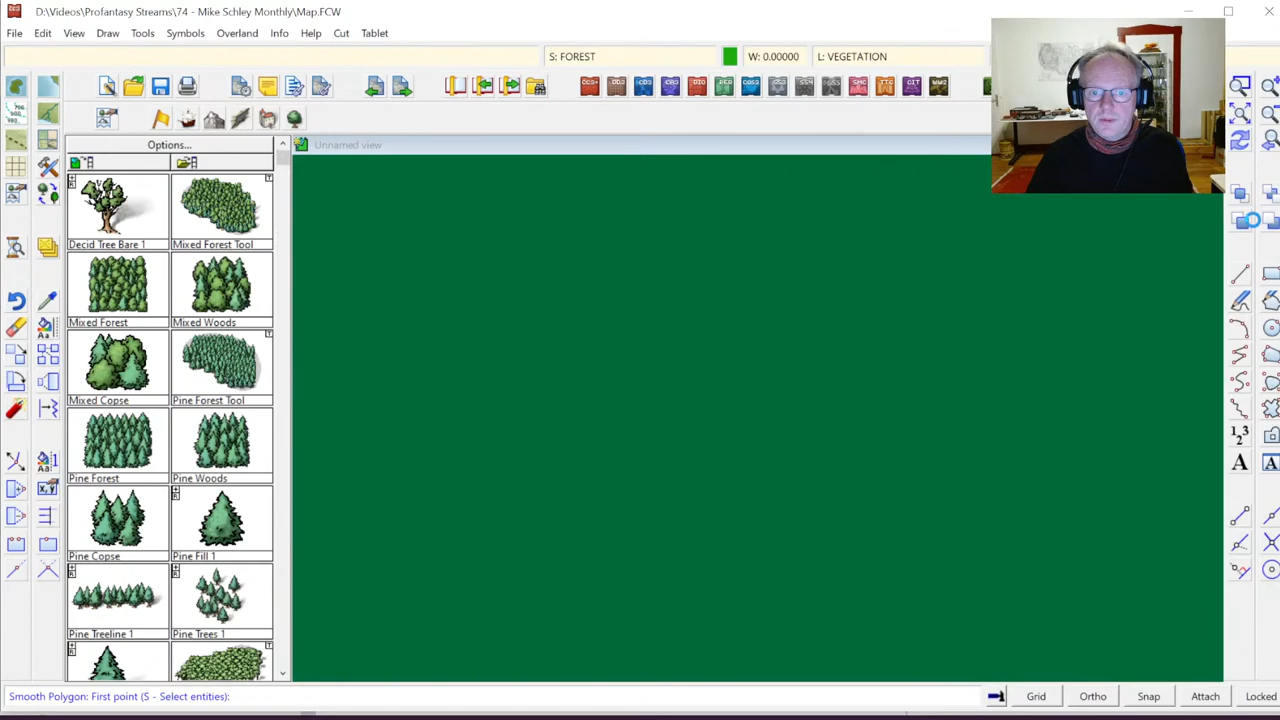 D:\Videos\Profantasy Streams\74 - Mike Schley Monthly\Map.FCW
File Edit View Draw Tools Symbols Overland Info Help Cut Tablet
S: FOREST W: 0.00000 L: VEGETATION
Options...
Unnamed view
Decid Tree Bare 1 Mixed Forest Tool
Mixed Forest Mixed Woods
Mixed Copse Pine Forest Tool
Pine Forest Pine Woods
Pine Copse Pine Fill 1
Pine Treeline 1 Pine Trees 1
Smooth Polygon: First point (S - Select entities):
Grid Ortho Snap Attach Locked